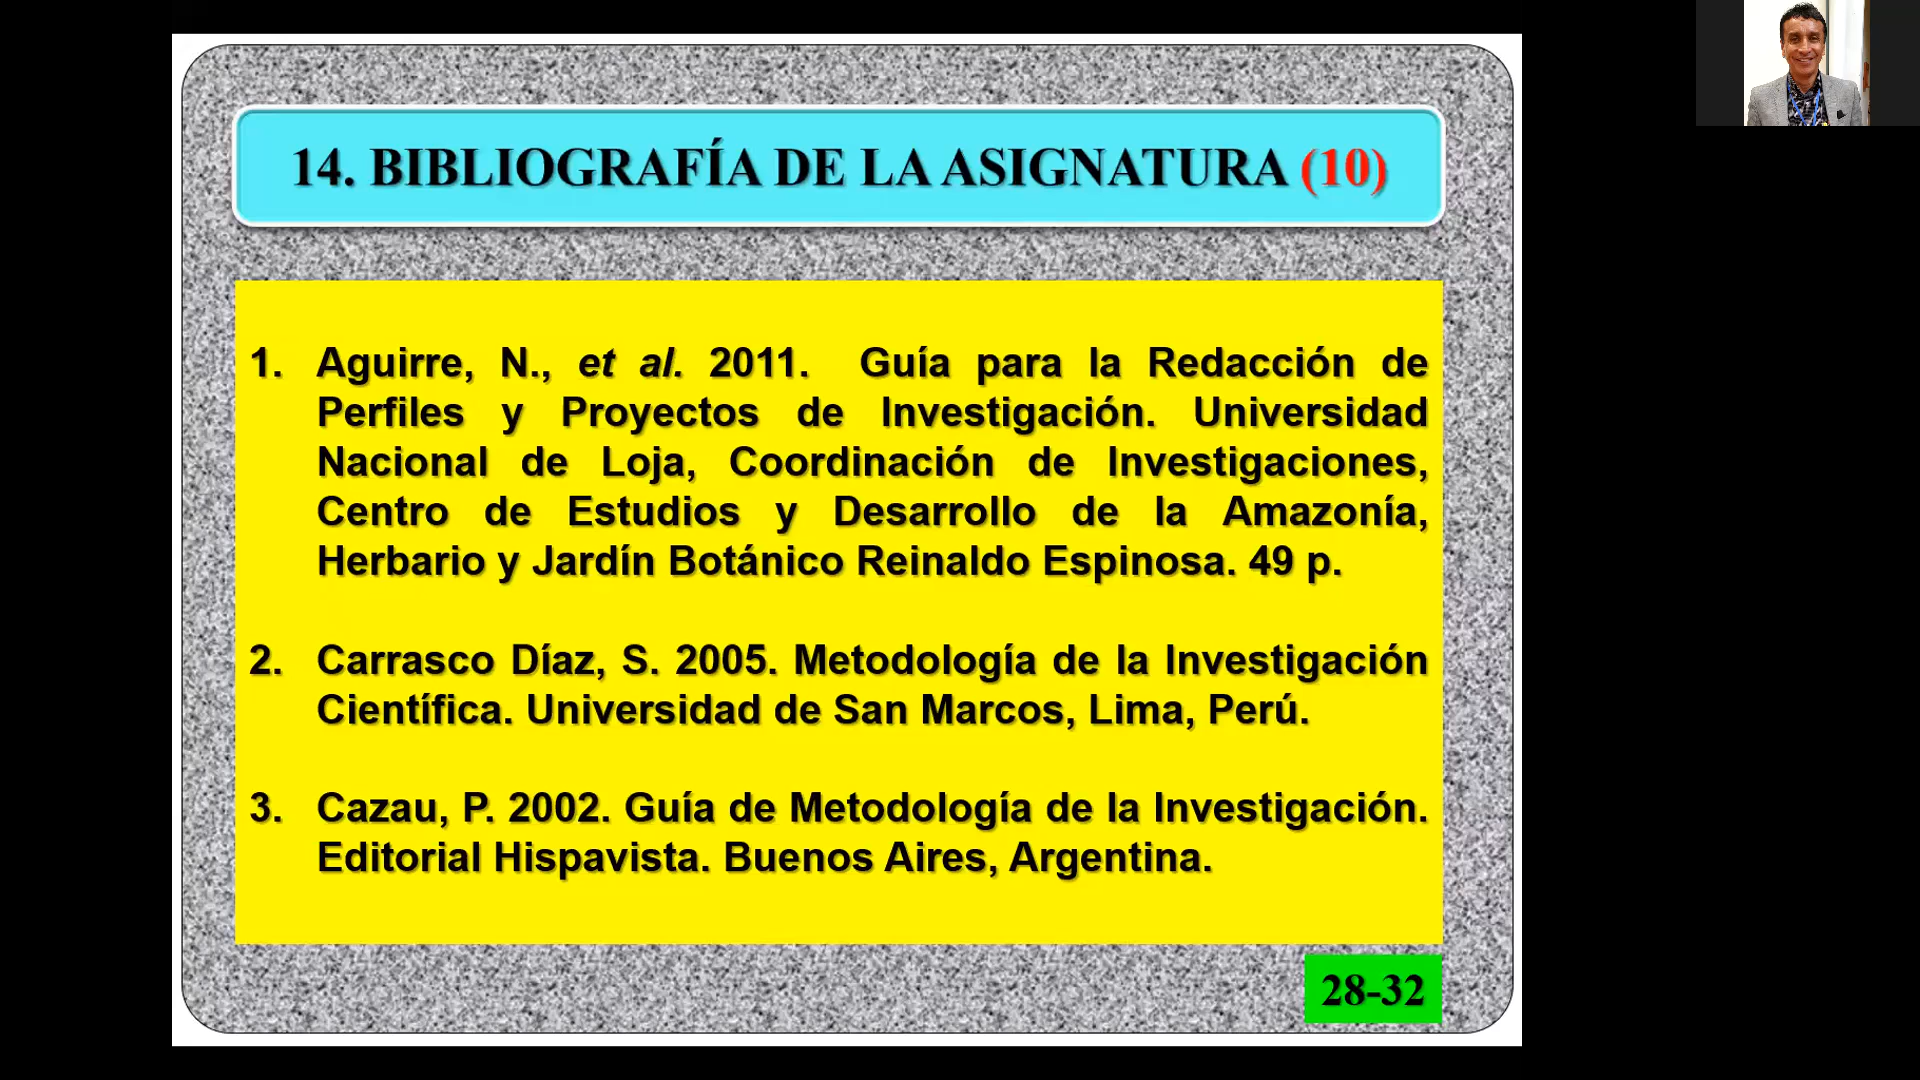 14. BIBLIOGRAFÍA DE LA ASIGNATURA (10)
1. Aguirre, N., et al. 2011. Guía para la Redacción de
Perfiles y Proyectos de Investigación. Universidad
Nacional de Loja, Coordinación de Investigaciones,
Centro de Estudios y Desarrollo de la Amazonía,
Herbario y Jardín Botánico Reinaldo Espinosa. 49 p.
2. Carrasco Díaz, S. 2005. Metodología de la Investigación
Científica. Universidad de San Marcos, Lima, Perú.
3. Cazau, P. 2002. Guía de Metodología de la Investigación.
Editorial Hispavista. Buenos Aires, Argentina.
28-32